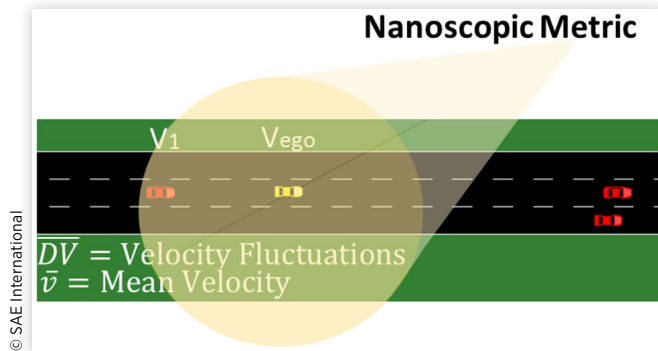 Nanoscopic Metric
V1 Vego
DV̅ = Velocity Fluctuations
v̄ = Mean Velocity
© SAE International